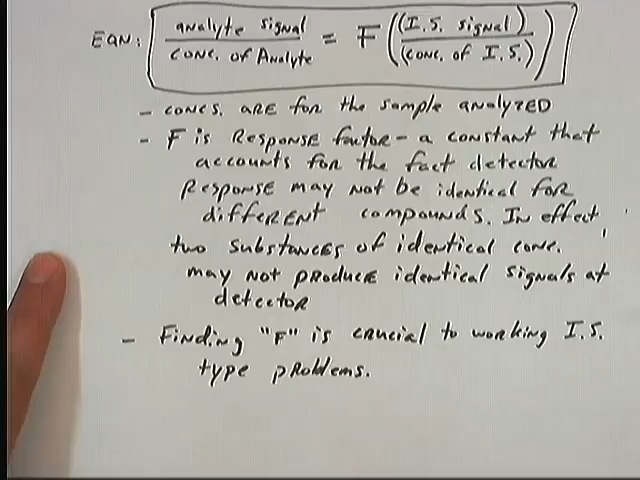 EQN: analyte signal / conc. of Analyte = F ((I.S. signal) / (conc. of I.S.))
- concs. ARE for the sample analyzed
- F is Response factor - a constant that
accounts for the fact detector
Response may not be identical for
different compounds. In effect,
two substances of identical conc.
may not produce identical signals at
detector
- Finding "F" is crucial to working I.S.
type problems.